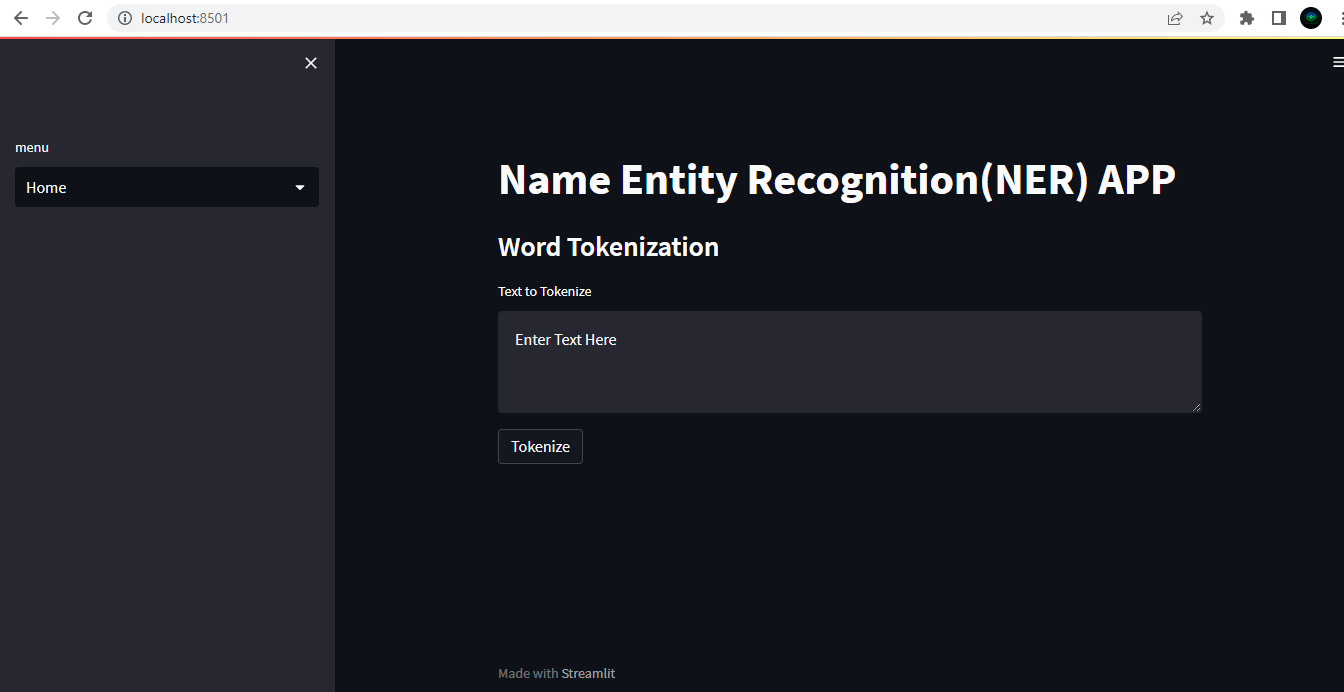 localhost:8501
menu
Home
Name Entity Recognition(NER) APP
Word Tokenization
Text to Tokenize
Enter Text Here
Tokenize
Made with Streamlit